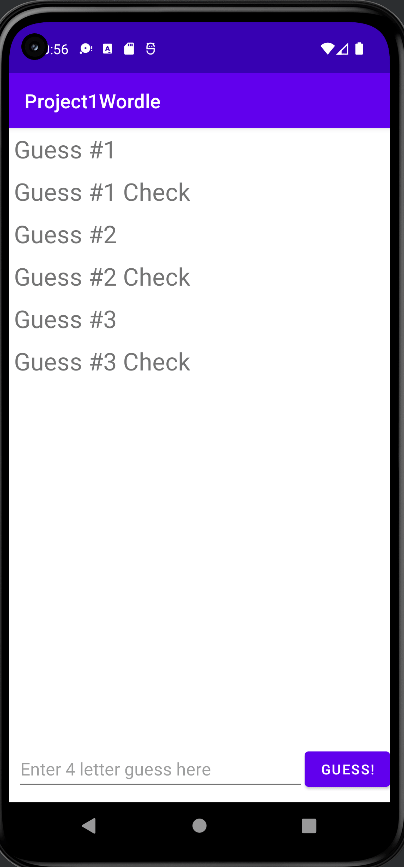 :56
Project1Wordle
Guess #1
Guess #1 Check
Guess #2
Guess #2 Check
Guess #3
Guess #3 Check
Enter 4 letter guess here
GUESS!